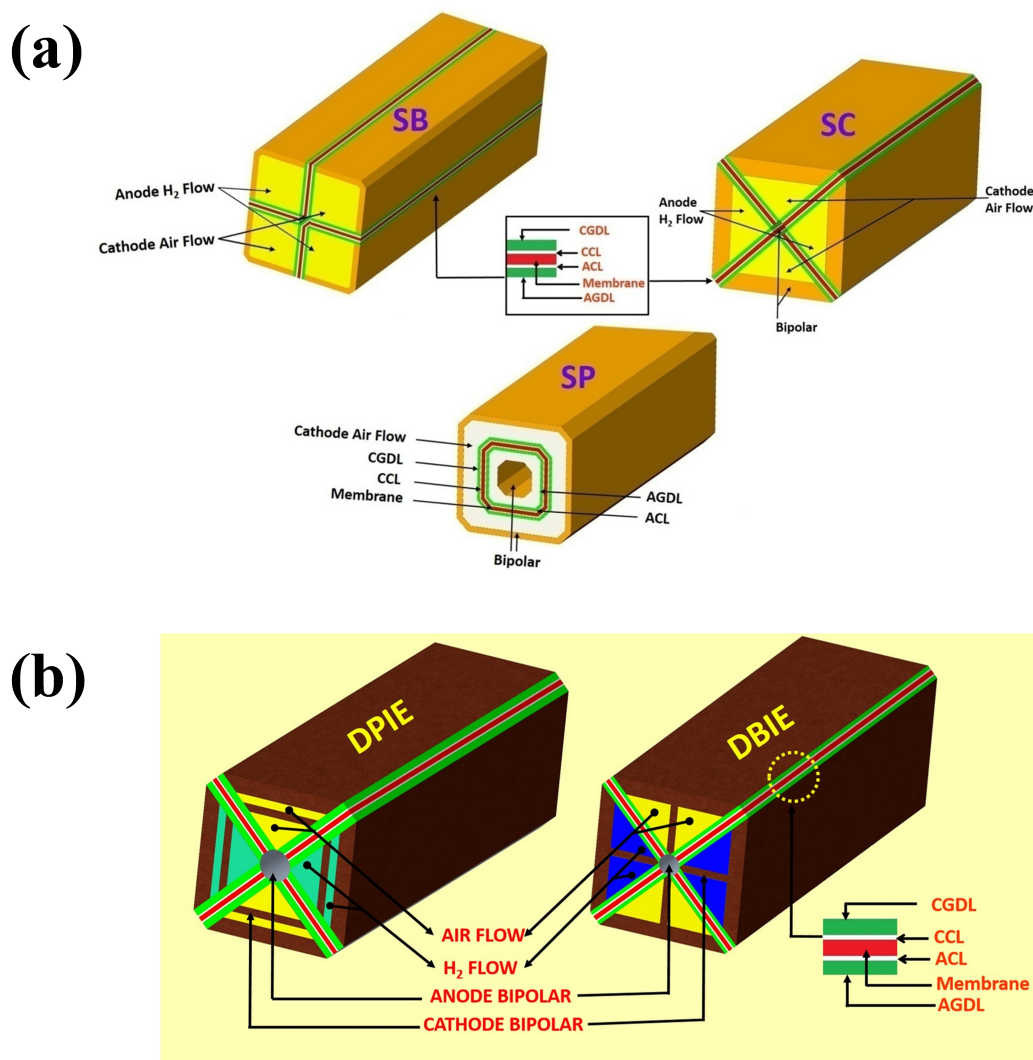 (a)
SB
SC
Anode H₂ Flow
Cathode Air Flow
CGDL
CCL
ACL
Membrane
AGDL
Anode
H₂ Flow
Cathode
Air Flow
Bipolar
SP
Cathode Air Flow
CGDL
CCL
Membrane
AGDL
ACL
Bipolar
(b)
DPIE
DBIE
AIR FLOW
H₂ FLOW
ANODE BIPOLAR
CATHODE BIPOLAR
CGDL
CCL
ACL
Membrane
AGDL